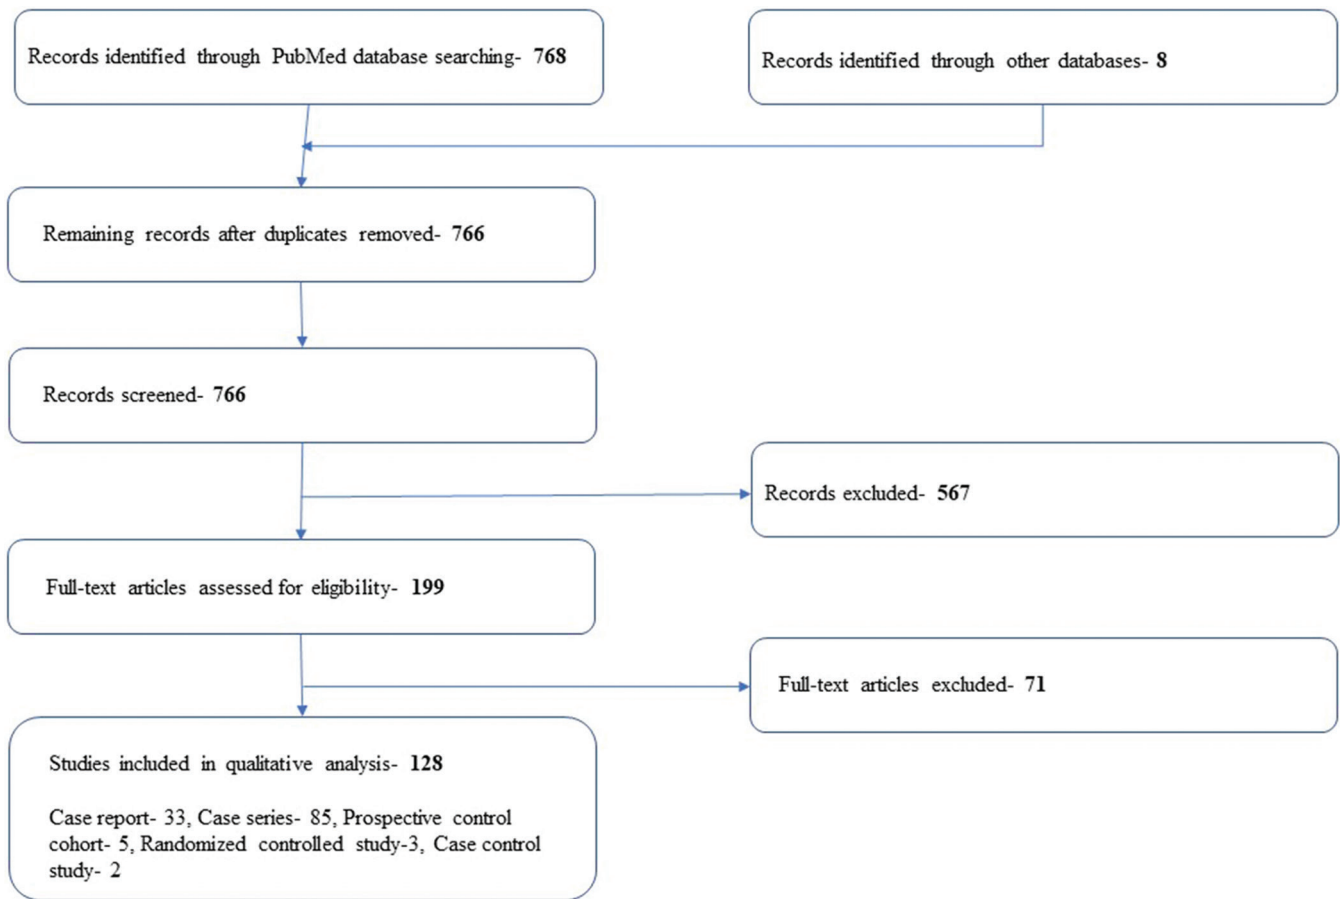 Records identified through PubMed database searching- 768
Records identified through other databases- 8
Remaining records after duplicates removed- 766
Records screened- 766
Records excluded- 567
Full-text articles assessed for eligibility- 199
Full-text articles excluded- 71
Studies included in qualitative analysis- 128
Case report- 33, Case series- 85, Prospective control
cohort- 5, Randomized controlled study-3, Case control
study- 2